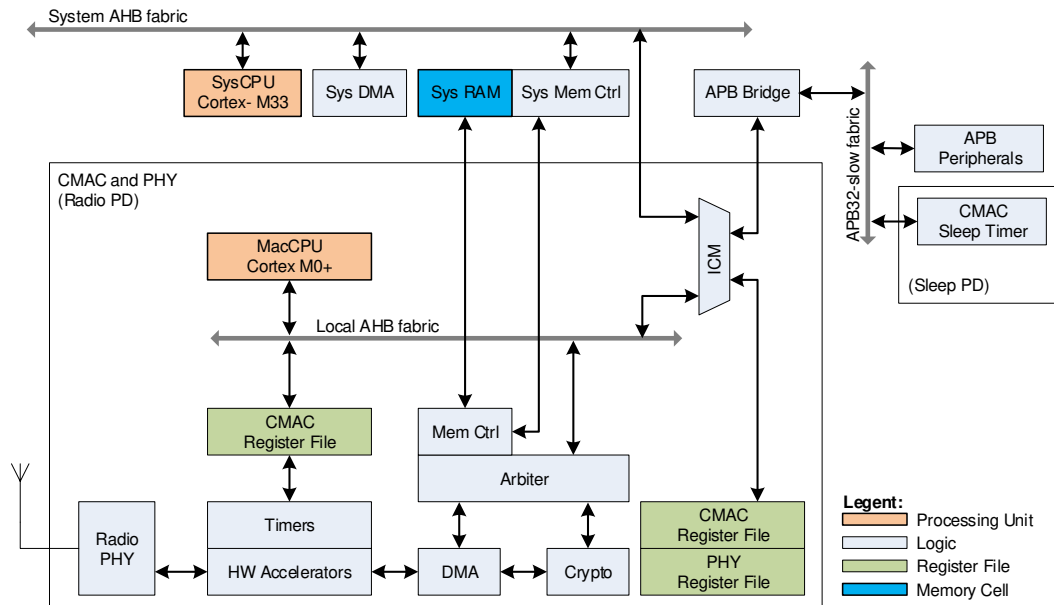 System AHB fabric
SysCPU
Cortex- M33
Sys DMA
Sys RAM
Sys Mem Ctrl
APB Bridge
APB32-slow fabric
APB
Peripherals
CMAC
Sleep Timer
(Sleep PD)
CMAC and PHY
(Radio PD)
MacCPU
Cortex M0+
ICM
Local AHB fabric
CMAC
Register File
Mem Ctrl
Arbiter
Radio
PHY
Timers
HW Accelerators
DMA
Crypto
CMAC
Register File
PHY
Register File
Legent:
Processing Unit
Logic
Register File
Memory Cell